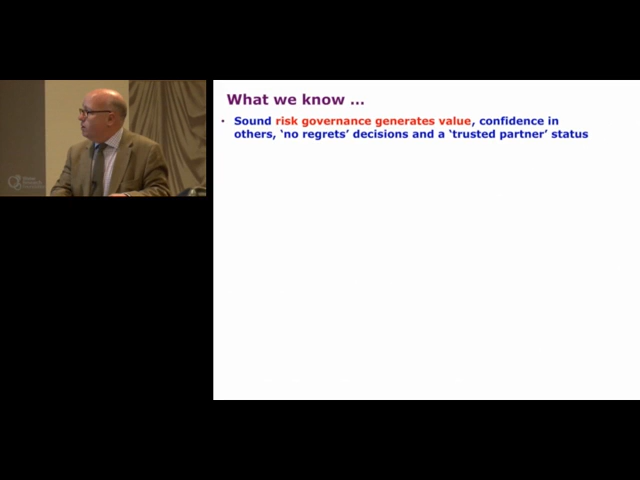 What we know ...
• Sound risk governance generates value, confidence in
others, ‘no regrets’ decisions and a ‘trusted partner’ status